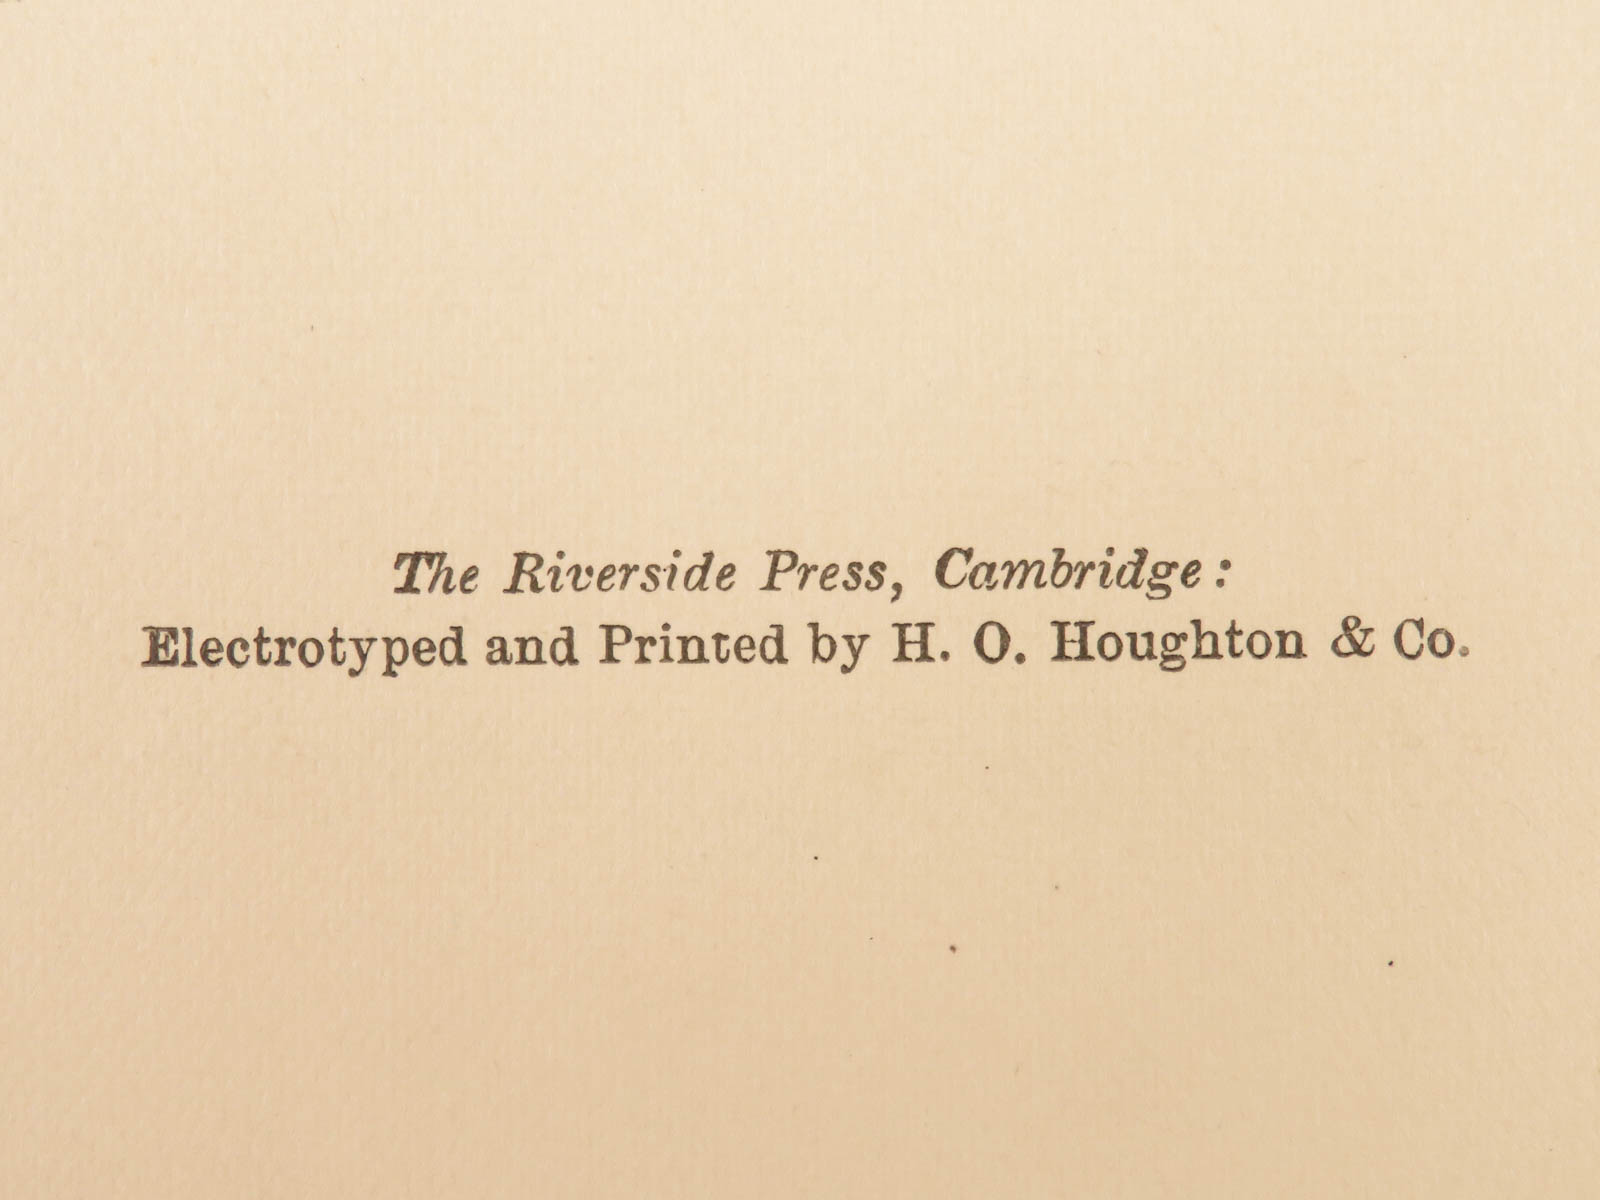 The Riverside Press, Cambridge:
Electrotyped and Printed by H. O. Houghton & Co.